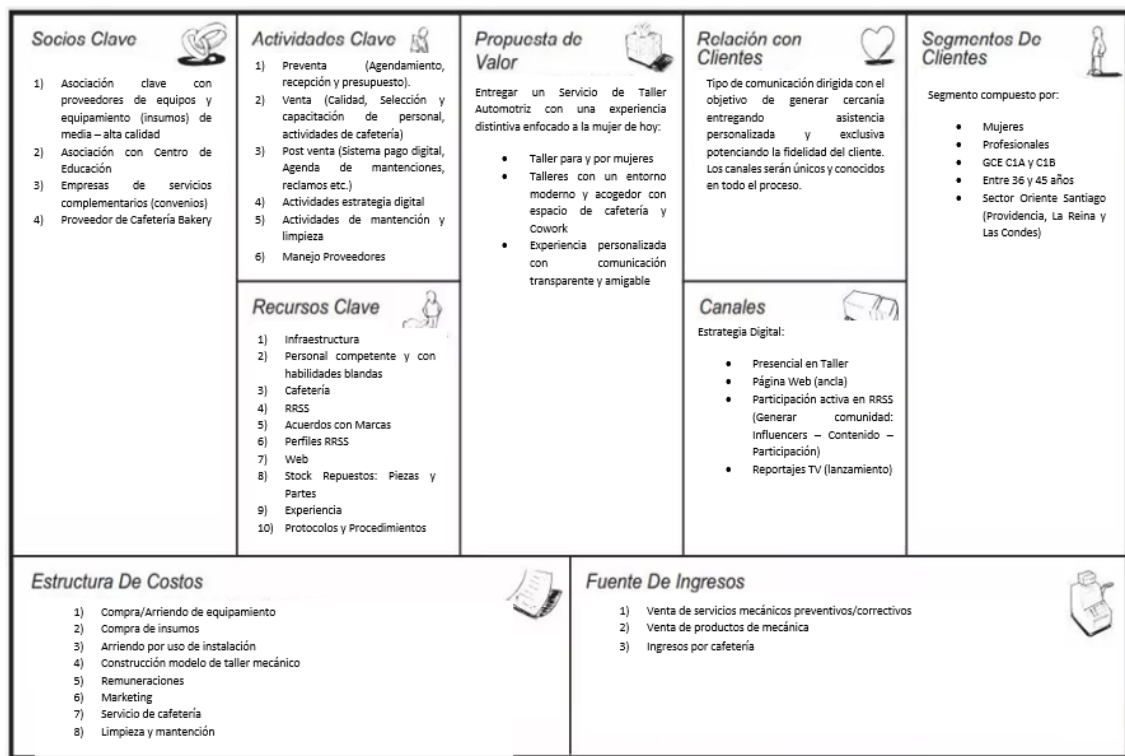 Socios Clave
1) Asociación clave con
proveedores de equipos y
equipamiento (insumos) de
media – alta calidad
2) Asociación con Centro de
Educación
3) Empresas de servicios
complementarios (convenios)
4) Proveedor de Cafetería Bakery
Actividades Clave
1) Preventa (Agendamiento,
recepción y presupuesto).
2) Venta (Calidad, Selección y
capacitación de personal,
actividades de cafetería)
3) Post venta (Sistema pago digital,
Agenda de mantenciones,
reclamos etc.)
4) Actividades estrategia digital
5) Actividades de mantención y
limpieza
6) Manejo Proveedores
Recursos Clave
1) Infraestructura
2) Personal competente y con
habilidades blandas
3) Cafetería
4) RRSS
5) Acuerdos con Marcas
6) Perfiles RRSS
7) Web
8) Stock Repuestos: Piezas y
Partes
9) Experiencia
10) Protocolos y Procedimientos
Propuesta de
Valor
Entregar un Servicio de Taller
Automotriz con una experiencia
distintiva enfocado a la mujer de hoy:
• Taller para y por mujeres
• Talleres con un entorno
moderno y acogedor con
espacio de cafetería y
Cowork
• Experiencia personalizada
con comunicación
transparente y amigable
Relación con
Clientes
Tipo de comunicación dirigida con el
objetivo de generar cercanía
entregando asistencia
personalizada y exclusiva
potenciando la fidelidad del cliente.
Los canales serán únicos y conocidos
en todo el proceso.
Canales
Estrategia Digital:
• Presencial en Taller
• Página Web (ancla)
• Participación activa en RRSS
(Generar comunidad:
Influencers – Contenido –
Participación)
• Reportajes TV (lanzamiento)
Segmentos De
Clientes
Segmento compuesto por:
• Mujeres
• Profesionales
• GCE C1A y C1B
• Entre 36 y 45 años
• Sector Oriente Santiago
(Providencia, La Reina y
Las Condes)
Estructura De Costos
1) Compra/Arriendo de equipamiento
2) Compra de insumos
3) Arriendo por uso de instalación
4) Construcción modelo de taller mecánico
5) Remuneraciones
6) Marketing
7) Servicio de cafetería
8) Limpieza y mantención
Fuente De Ingresos
1) Venta de servicios mecánicos preventivos/correctivos
2) Venta de productos de mecánica
3) Ingresos por cafetería